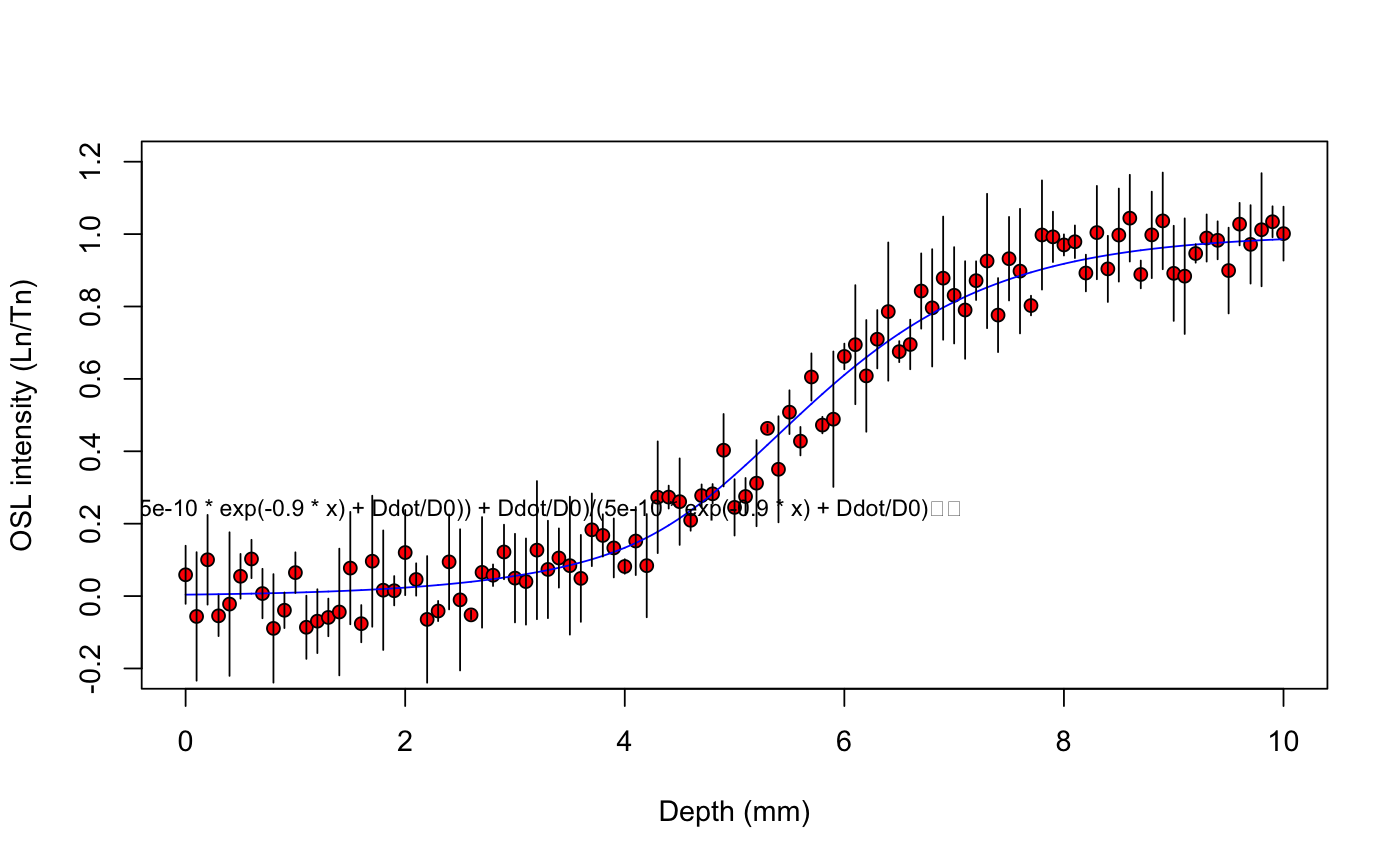 1.2
1.0
0.8
0.6
0.4
0.2
0.0
-0.2
OSL intensity (Ln/Tn)
5e-10 * exp(-0.9 * x) + Ddot/D0)) + Ddot/D0)/(5e-10 * exp(-0.9 * x) + Ddot/D0)
0 2 4 6 8 10
Depth (mm)